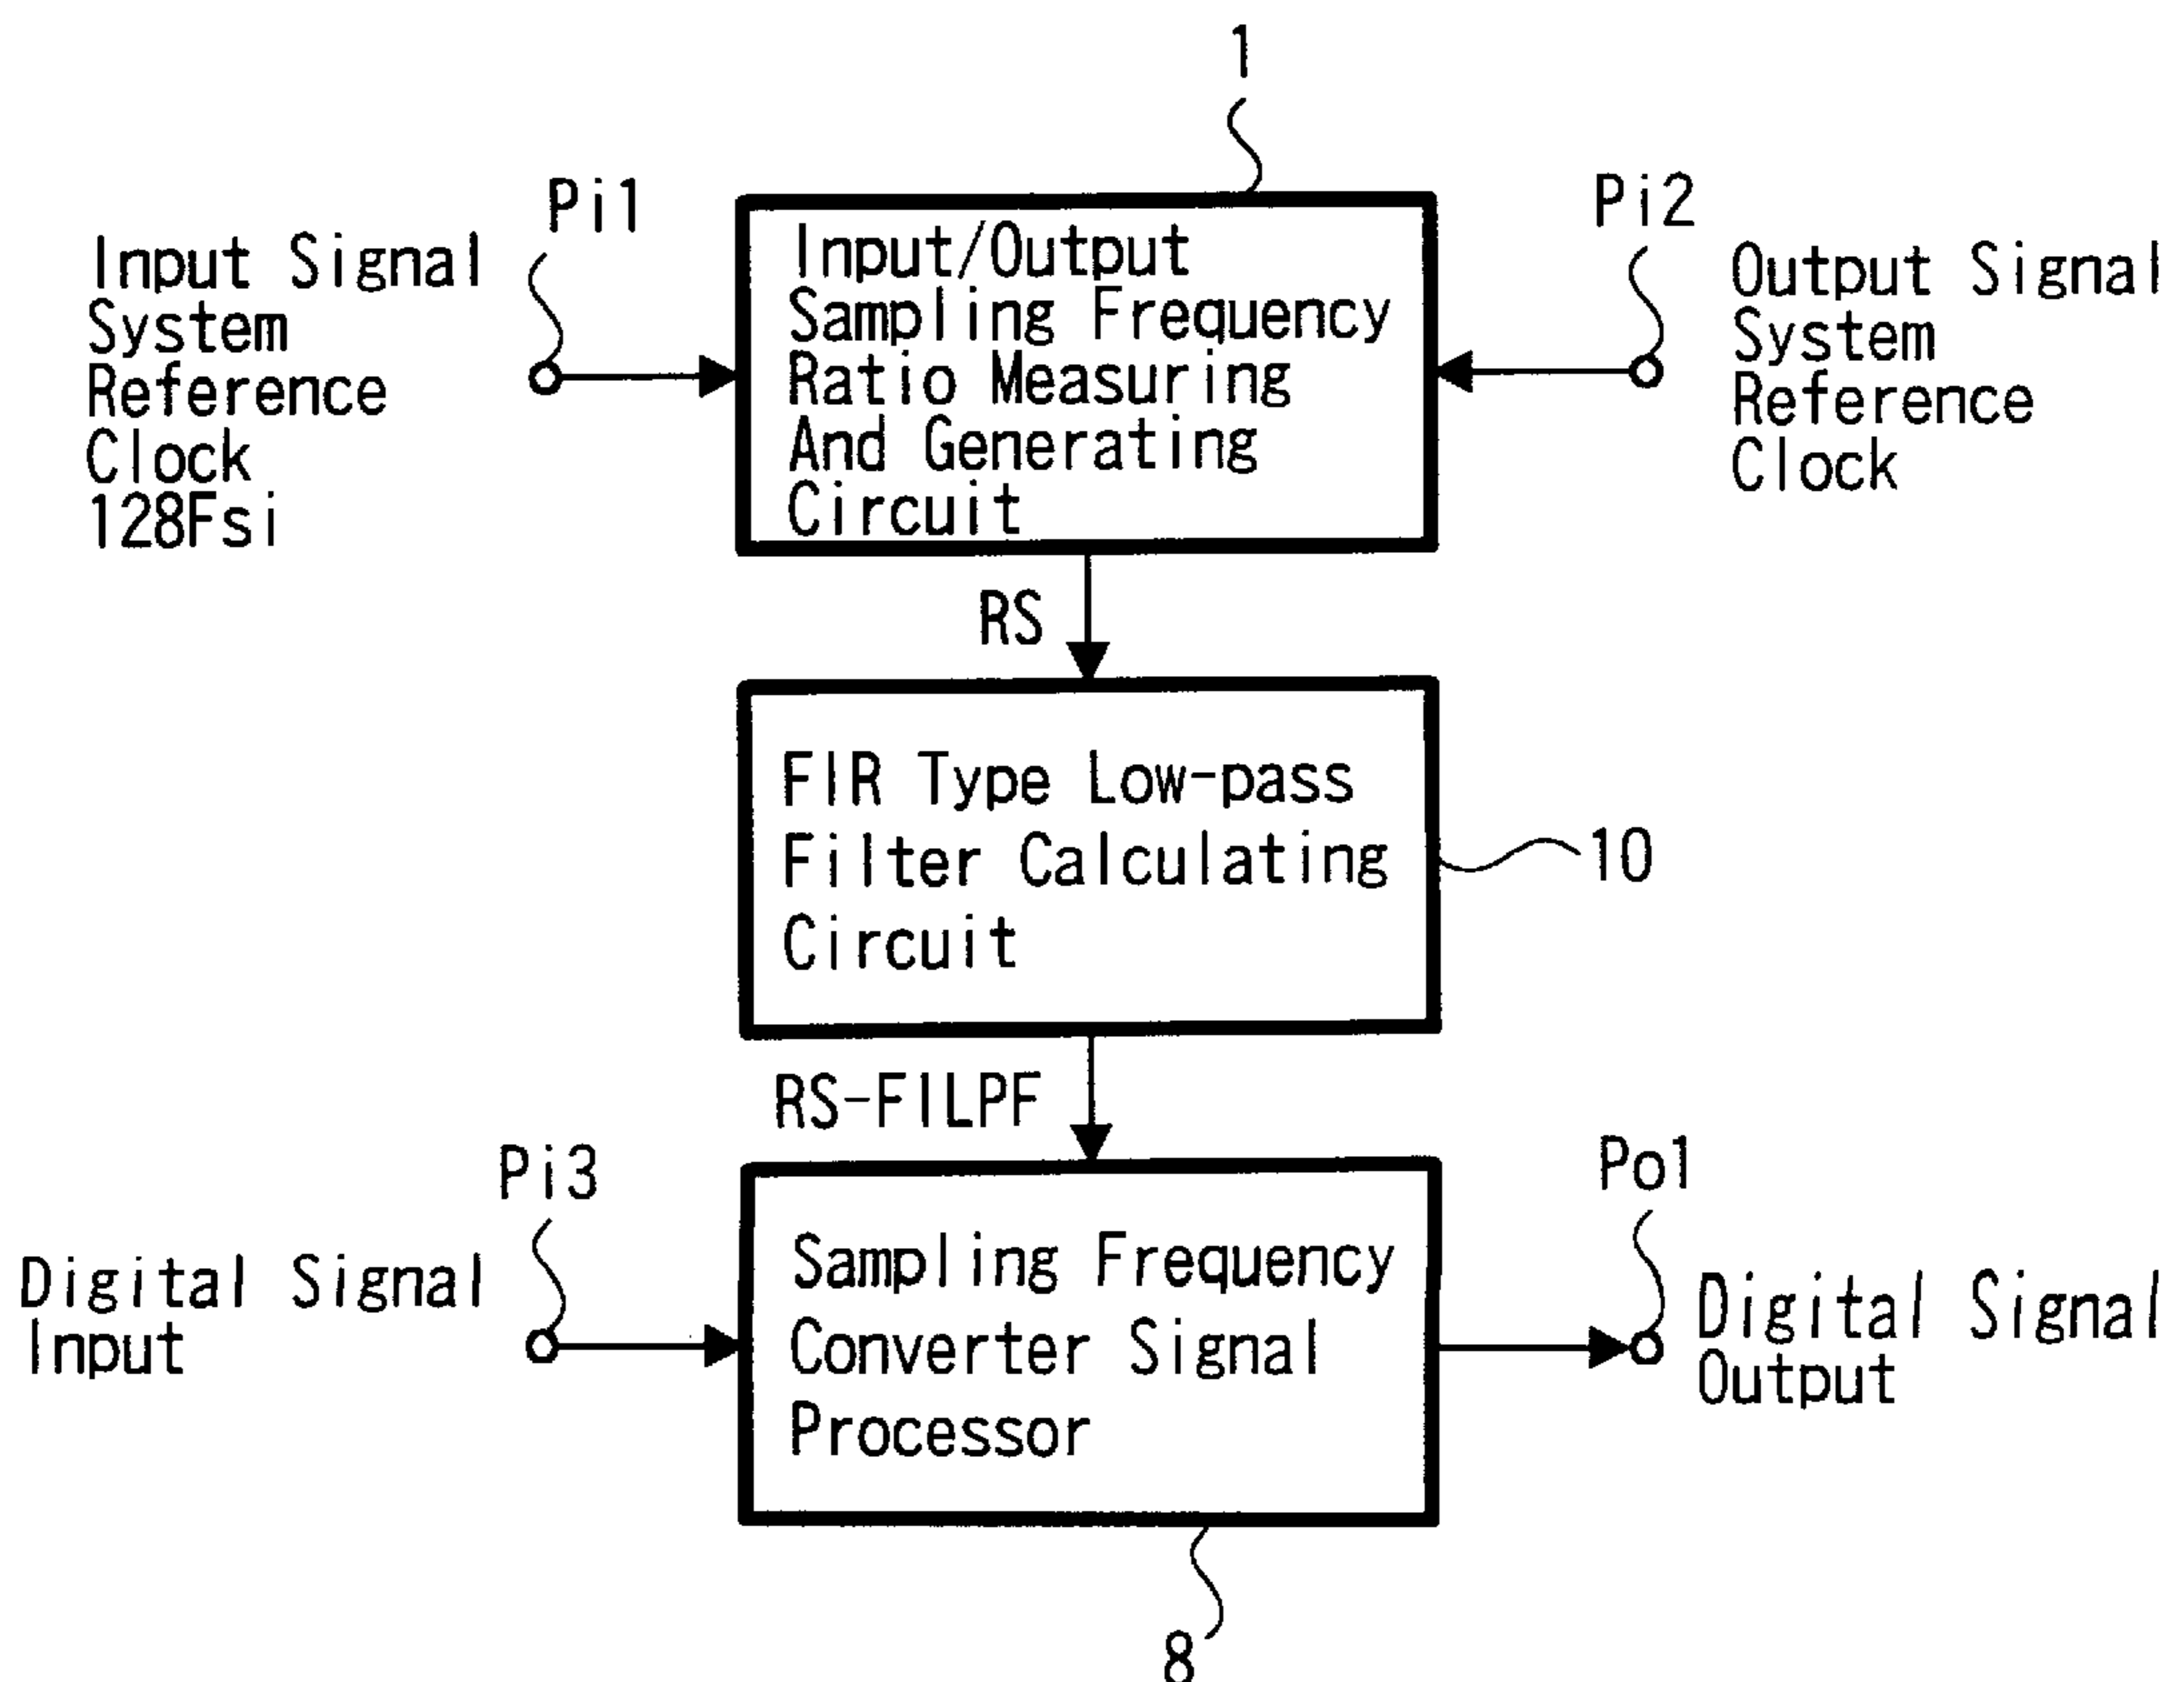 1
Pi1
Input Signal
System
Reference
Clock
128Fsi
Input/Output
Sampling Frequency
Ratio Measuring
And Generating
Circuit
Pi2
Output Signal
System
Reference
Clock
RS
FIR Type Low-pass
Filter Calculating
Circuit
10
RS-FILPF
Pi3
Digital Signal
Input
Sampling Frequency
Converter Signal
Processor
Po1
Digital Signal
Output
8